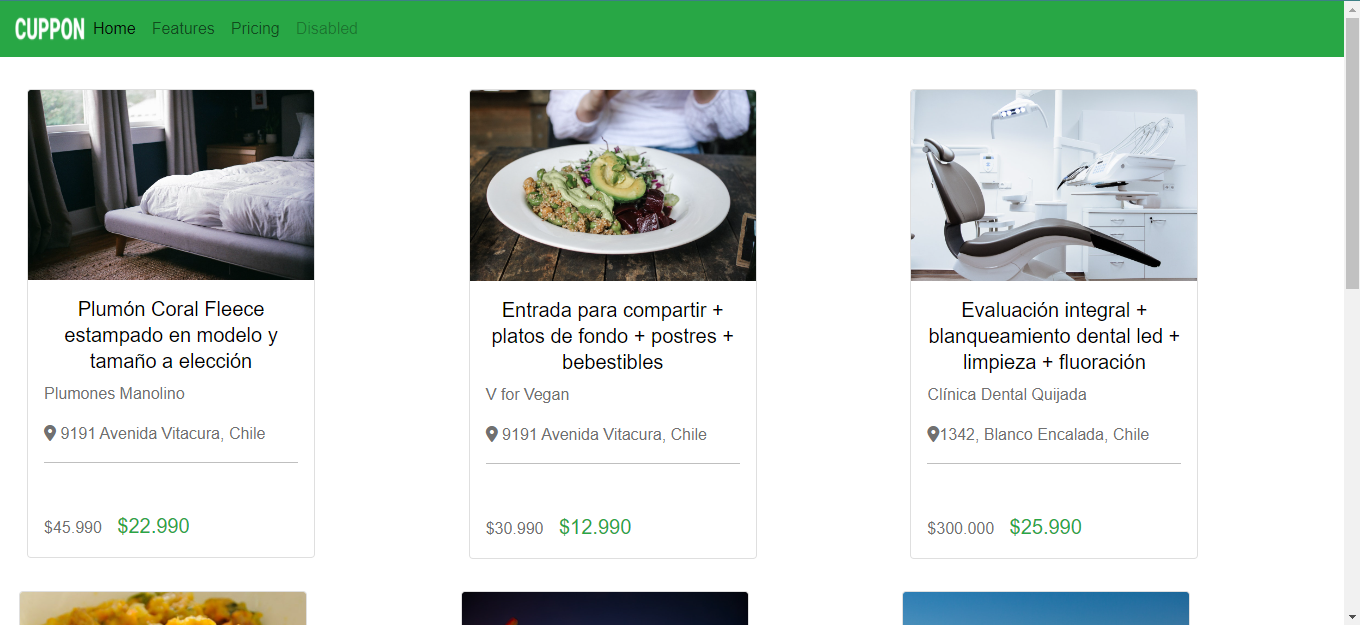 CUPPON Home Features Pricing Disabled
Plumón Coral Fleece
estampado en modelo y
tamaño a elección
Plumones Manolino
9191 Avenida Vitacura, Chile
$45.990 $22.990
Entrada para compartir +
platos de fondo + postres +
bebestibles
V for Vegan
9191 Avenida Vitacura, Chile
$30.990 $12.990
Evaluación integral +
blanqueamiento dental led +
limpieza + fluoración
Clínica Dental Quijada
1342, Blanco Encalada, Chile
$300.000 $25.990